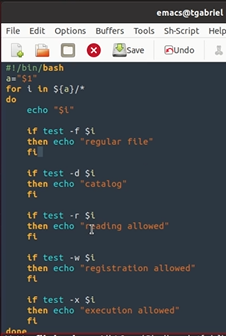 emacs@tgabriel
File Edit Options Buffers Tools Sh-Script Hel
Save Undo
#!/bin/bash
a="$1"
for i in ${a}/*
do
echo "$i"
if test -f $i
then echo "regular file"
fi
if test -d $i
then echo "catalog"
fi
if test -r $i
then echo "reading allowed"
fi
if test -w $i
then echo "registration allowed"
fi
if test -x $i
then echo "execution allowed"
fi
done